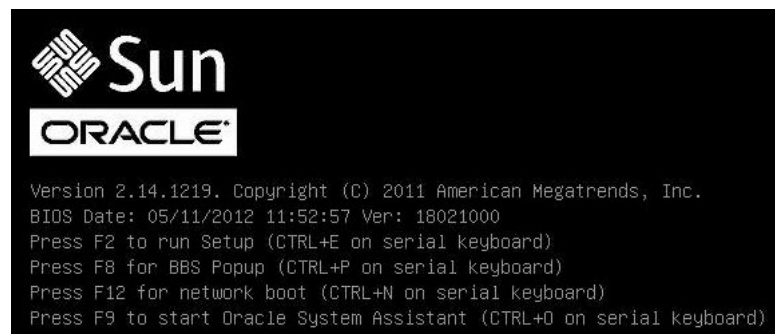 Sun
ORACLE
Version 2.14.1219. Copyright (C) 2011 American Megatrends, Inc.
BIOS Date: 05/11/2012 11:52:57 Ver: 18021000
Press F2 to run Setup (CTRL+E on serial keyboard)
Press F8 for BBS Popup (CTRL+P on serial keyboard)
Press F12 for network boot (CTRL+N on serial keyboard)
Press F9 to start Oracle System Assistant (CTRL+O on serial keyboard)